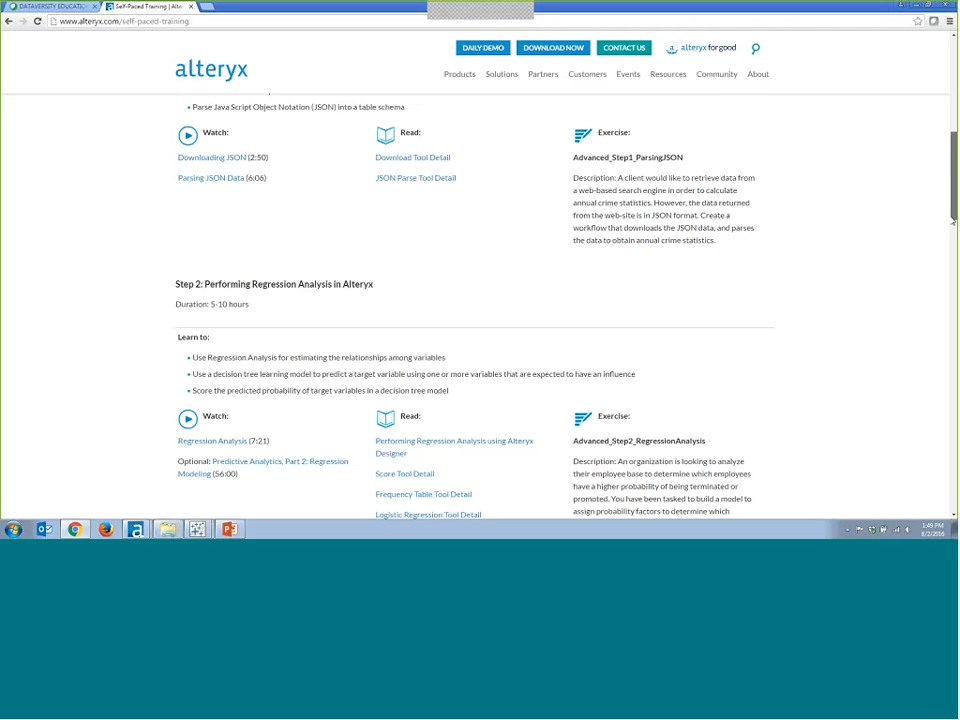 DATAVERSITY EDUCATIO
Self-Paced Training | Alte
www.alteryx.com/self-paced-training
DAILY DEMO DOWNLOAD NOW CONTACT US alteryx for good
alteryx
Products Solutions Partners Customers Events Resources Community About
• Parse Java Script Object Notation (JSON) into a table schema
Watch:
Downloading JSON (2:50)
Parsing JSON Data (6:06)
Read:
Download Tool Detail
JSON Parse Tool Detail
Exercise:
Advanced_Step1_ParsingJSON
Description: A client would like to retrieve data from
a web-based search engine in order to calculate
annual crime statistics. However, the data returned
from the web-site is in JSON format. Create a
workflow that downloads the JSON data, and parses
the data to obtain annual crime statistics.
Step 2: Performing Regression Analysis in Alteryx
Duration: 5-10 hours
Learn to:
• Use Regression Analysis for estimating the relationships among variables
• Use a decision tree learning model to predict a target variable using one or more variables that are expected to have an influence
• Score the predicted probability of target variables in a decision tree model
Watch:
Regression Analysis (7:21)
Optional: Predictive Analytics, Part 2: Regression
Modeling (56:00)
Read:
Performing Regression Analysis using Alteryx
Designer
Score Tool Detail
Frequency Table Tool Detail
Logistic Regression Tool Detail
Exercise:
Advanced_Step2_RegressionAnalysis
Description: An organization is looking to analyze
their employee base to determine which employees
have a higher probability of being terminated or
promoted. You have been tasked to build a model to
assign probability factors to determine which
1:49 PM
8/2/2016